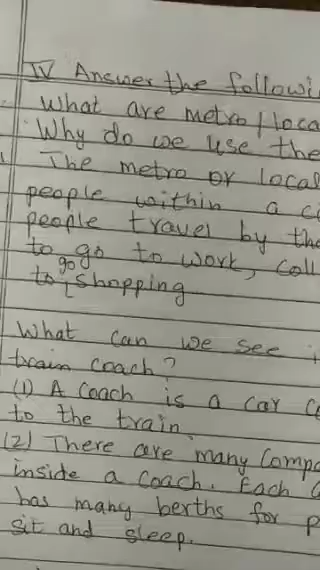 IV Answer the followi
What are metro / loca
Why do we use the
The metro or local
people within a ci
people travel by the
to go to work, coll
to go shopping
What can we see i
train coach?
(1) A coach is a car co
to the train
(2) There are many compa
inside a coach. Each
has many berths for p
sit and sleep.